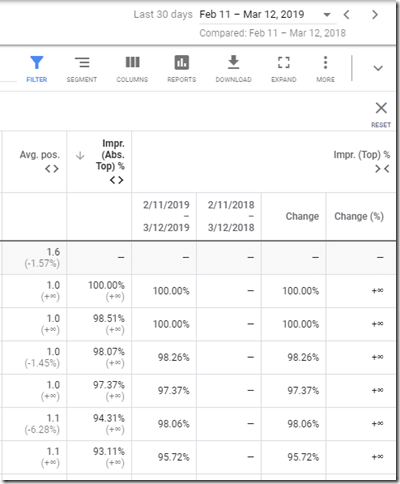 Last 30 days Feb 11 – Mar 12, 2019
Compared: Feb 11 – Mar 12, 2018
FILTER SEGMENT COLUMNS REPORTS DOWNLOAD EXPAND MORE
RESET
Avg. pos. Impr. (Abs. Top) % Impr. (Top) %
2/11/2019 – 3/12/2019 2/11/2018 – 3/12/2018 Change Change (%)
1.6 — — — — —
(-1.57%)
1.0 100.00% 100.00% — 100.00% +∞
(+∞) (+∞)
1.0 98.51% 100.00% — 100.00% +∞
(+∞) (+∞)
1.0 98.07% 98.26% — 98.26% +∞
(-1.45%) (+∞)
1.0 97.37% 97.37% — 97.37% +∞
(+∞) (+∞)
1.1 94.31% 98.06% — 98.06% +∞
(-6.28%) (+∞)
1.1 93.11% 95.72% — 95.72% +∞
(+∞) (+∞)